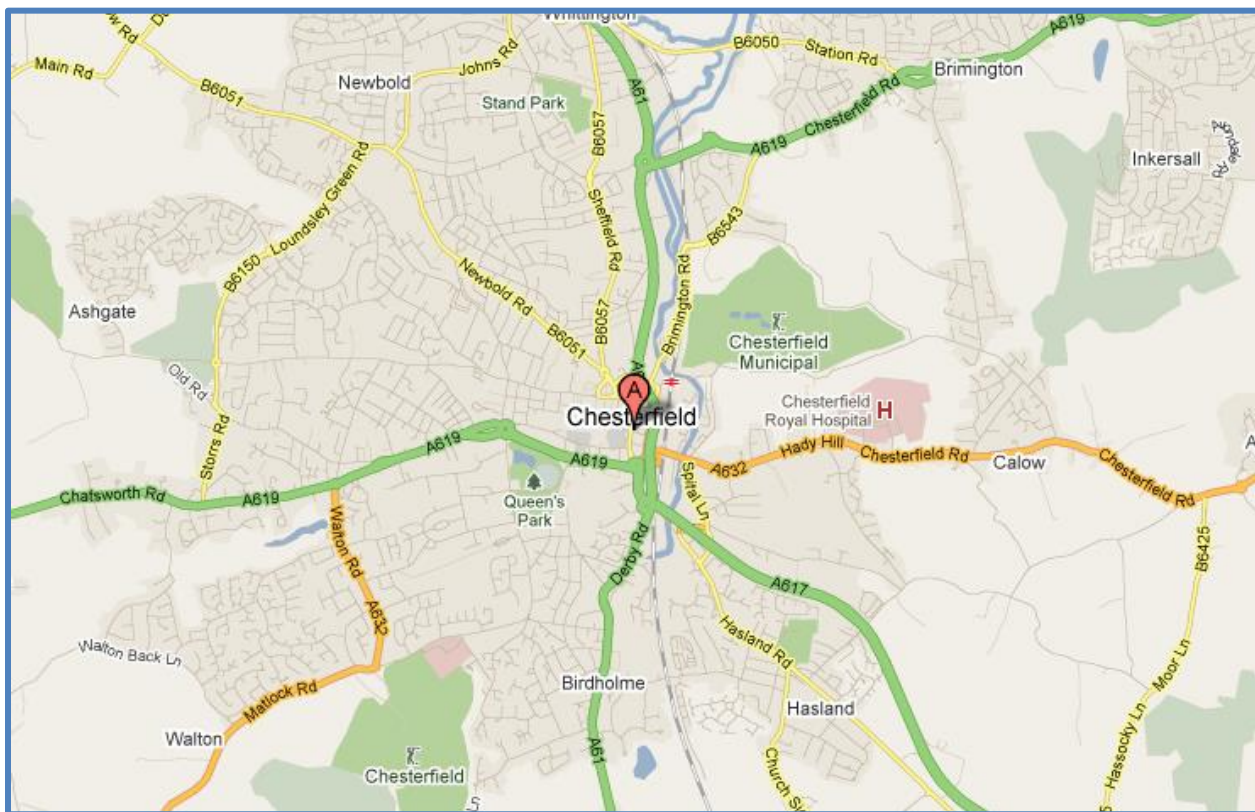 Whittington
B6050
Station Rd
A619
Main Rd
Johns Rd
Newbold
A61
Brimington
B6051
Stand Park
B6057
Chesterfield Rd
A619
Inkersall
Loundsley Green Rd
Sheffield Rd
B6543
B6150
Newbold Rd
Brimington Rd
Ashgate
B6057
B6051
Chesterfield
Municipal
Old Rd
A
Chesterfield
Chesterfield
Royal Hospital
H
Storrs Rd
A619
A619
Hady Hill
Chesterfield Rd
A632
Calow
Chesterfield Rd
Chatsworth Rd
A619
Spiral Ln
Queen's
Park
Walton Rd
Derby Rd
B6425
A617
A632
Walton Back Ln
Hasland Rd
Moor Ln
Matlock Rd
Birdholme
Hasland
Walton
Hassocky Ln
Chesterfield
A61
Church